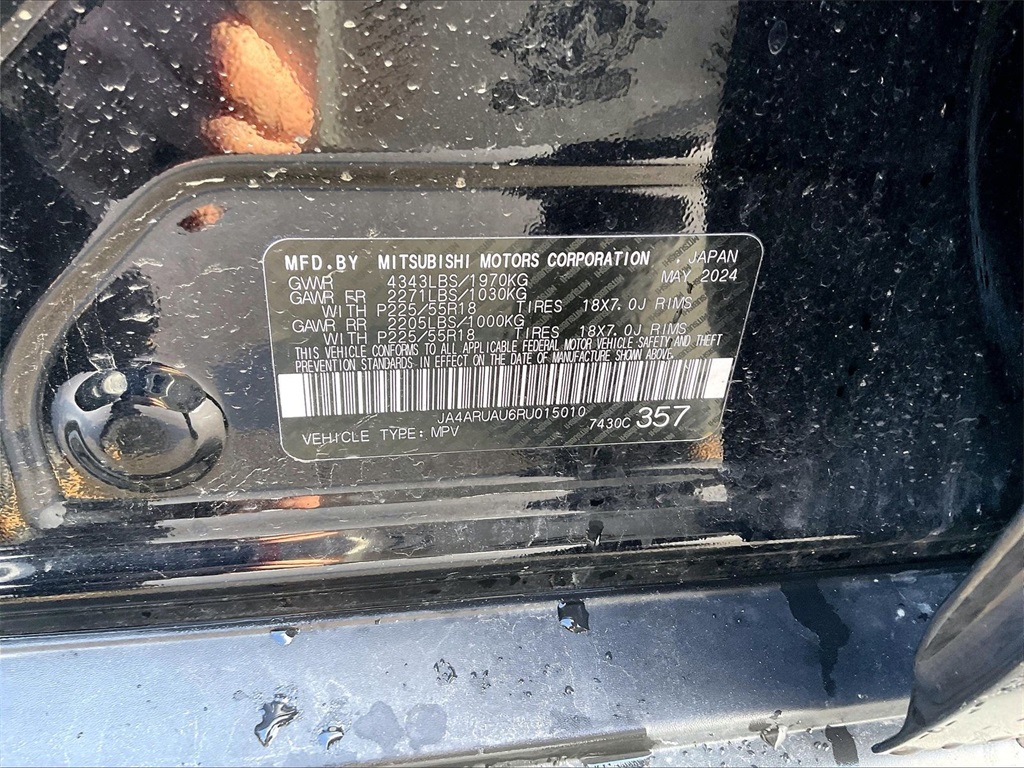 MFD.BY MITSUBISHI MOTORS CORPORATION , JAPAN
GVWR 4343LBS/1970KG MAY 2024
GAWR FR 2271LBS/1030KG
WITH P225/55R18 TIRES 18X7.0J RIMS
GAWR RR 2205LBS/1000KG
WITH P225/55R18 TIRES 18X7.0J RIMS
THIS VEHICLE CONFORMS TO ALL APPLICABLE FEDERAL MOTOR VEHICLE SAFETY AND THEFT
PREVENTION STANDARDS IN EFFECT ON THE DATE OF MANUFACTURE SHOWN ABOVE.
JA4ARUAU6RU015010
VEHICLE TYPE: MPV 7430C 357